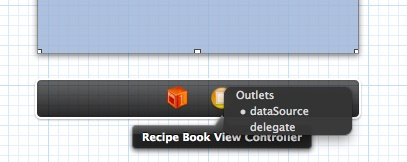 Outlets
• dataSource
delegate
Recipe Book View Controller